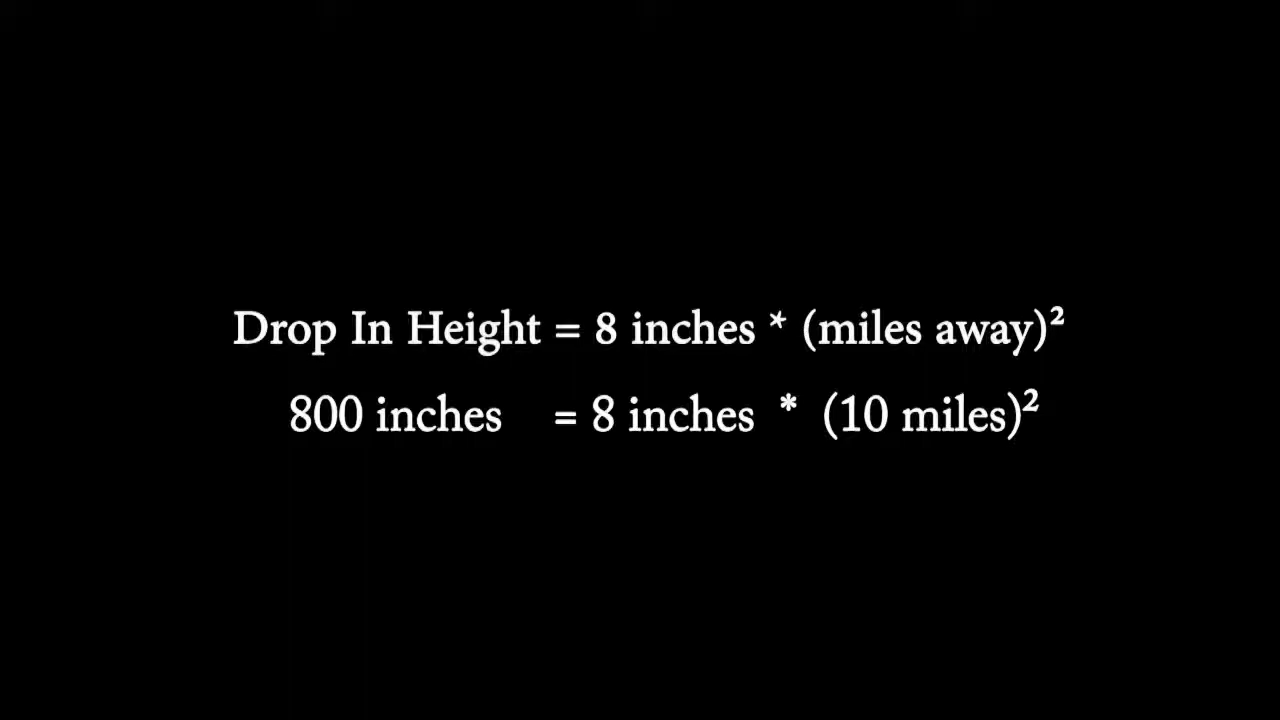 Drop In Height = 8 inches * (miles away)²
800 inches = 8 inches * (10 miles)²